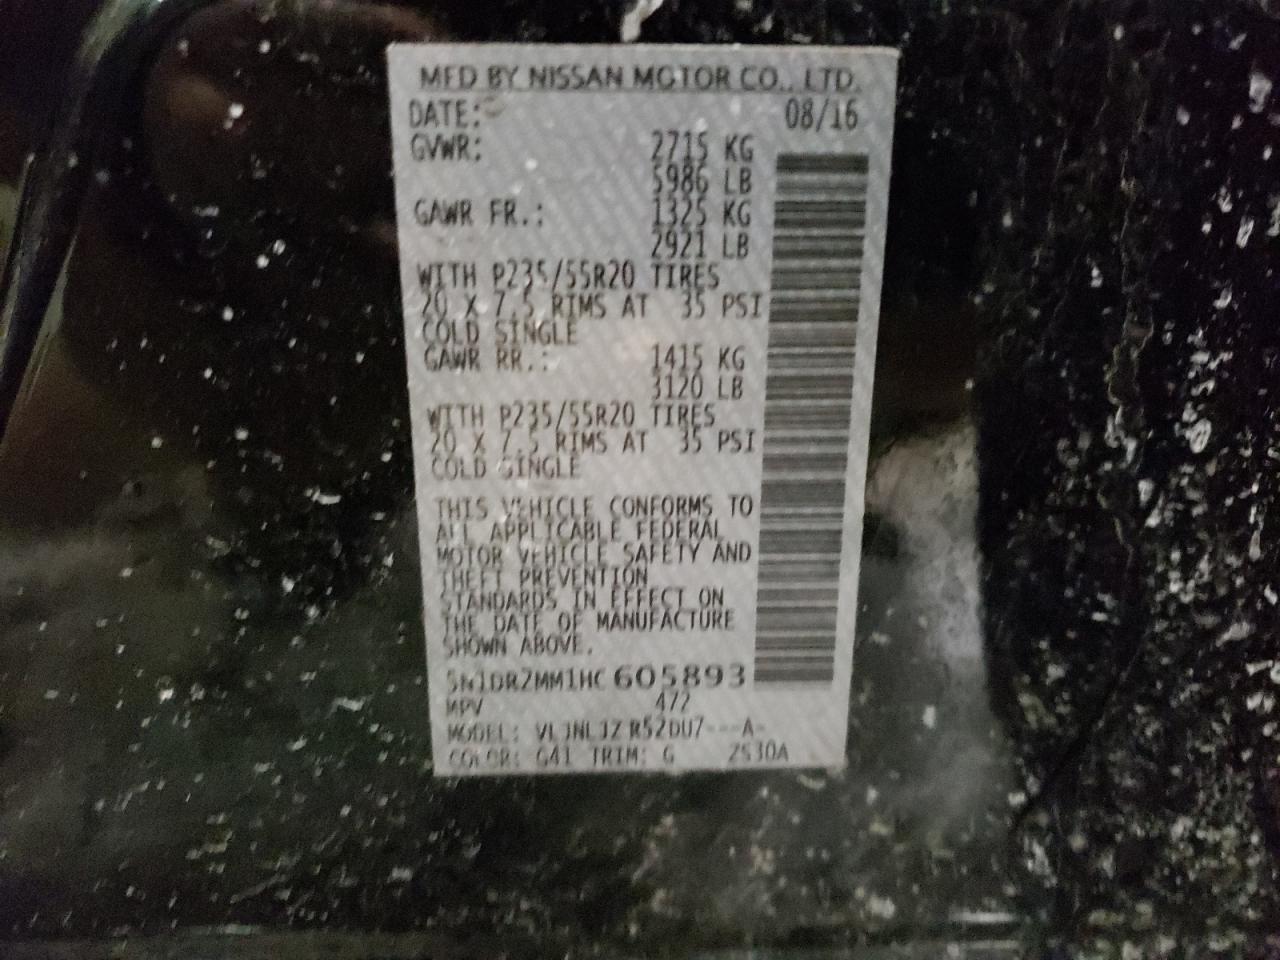 MFD BY NISSAN MOTOR CO., LTD.
DATE: 08/16
GVWR: 2715 KG
5986 LB
GAWR FR.: 1325 KG
2921 LB
WITH P235/55R20 TIRES
20 X 7.5 RIMS AT 35 PSI
COLD SINGLE
GAWR RR.: 1415 KG
3120 LB
WITH P235/55R20 TIRES
20 X 7.5 RIMS AT 35 PSI
COLD SINGLE
THIS VEHICLE CONFORMS TO
ALL APPLICABLE FEDERAL
MOTOR VEHICLE SAFETY AND
THEFT PREVENTION
STANDARDS IN EFFECT ON
THE DATE OF MANUFACTURE
SHOWN ABOVE.
5N1DR2MM1HC605893
MPV 472
MODEL:
COLOR: G41 TRIM: G 2S30A